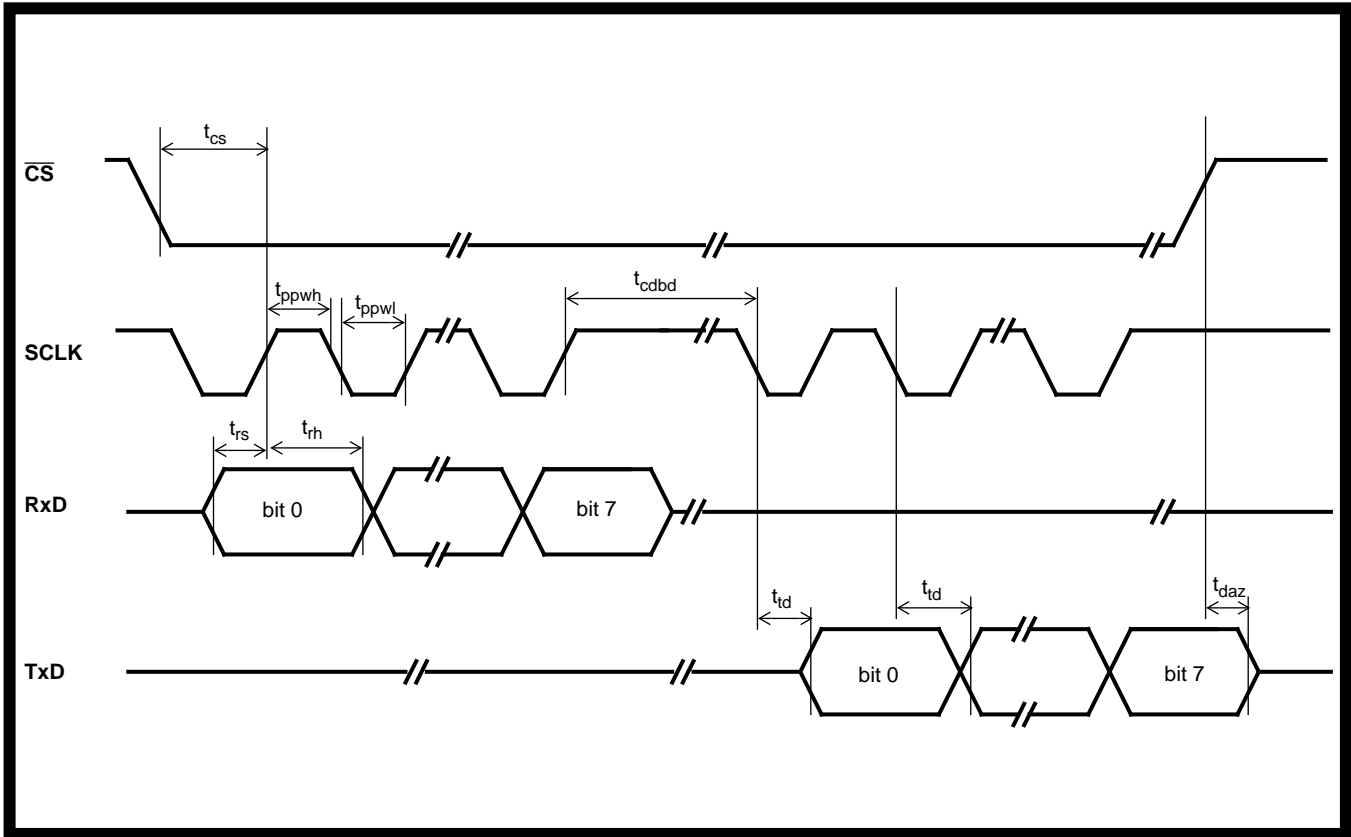 t_cs
C̅S̅
t_ppwh
t_ppwl
t_cdbd
SCLK
t_rs
t_rh
RxD
bit 0
bit 7
t_td
t_td
t_daz
TxD
bit 0
bit 7